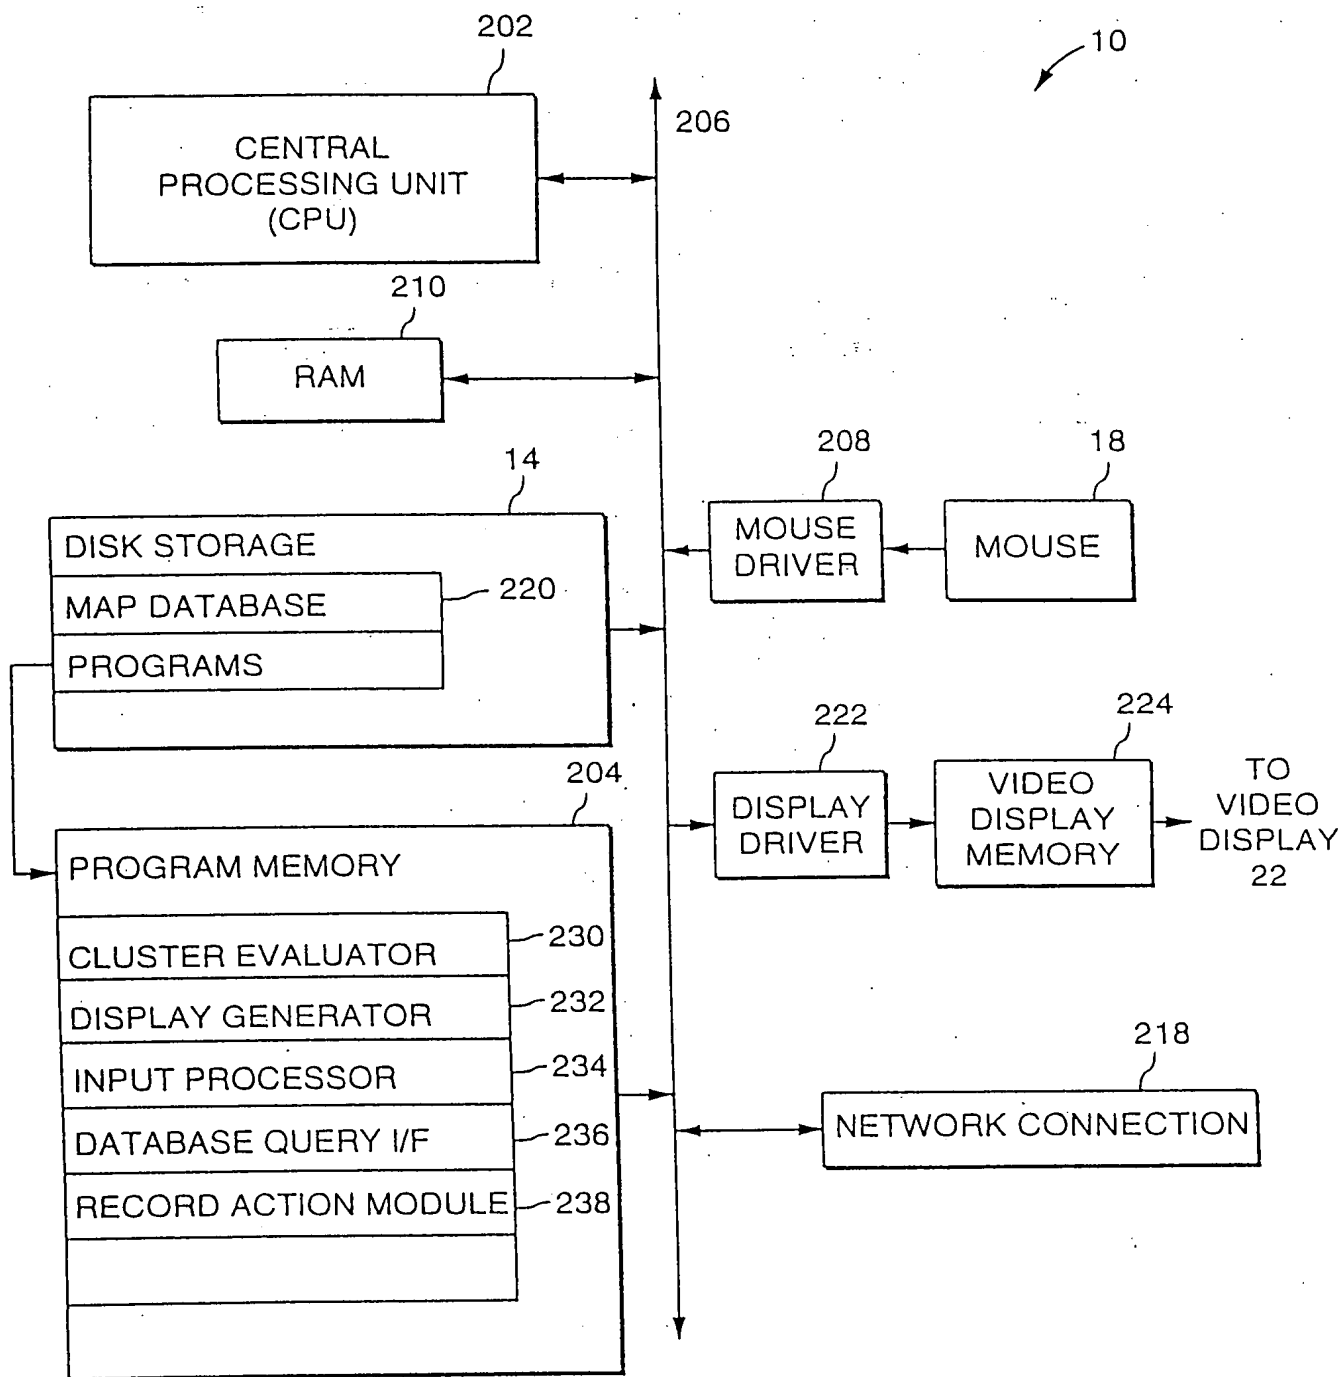 202
10
CENTRAL
PROCESSING UNIT
(CPU)
206
210
RAM
14
DISK STORAGE
MAP DATABASE
220
PROGRAMS
208
MOUSE
DRIVER
18
MOUSE
222
DISPLAY
DRIVER
224
VIDEO
DISPLAY
MEMORY
TO
VIDEO
DISPLAY
22
204
PROGRAM MEMORY
CLUSTER EVALUATOR
230
DISPLAY GENERATOR
232
INPUT PROCESSOR
234
DATABASE QUERY I/F
236
RECORD ACTION MODULE
238
218
NETWORK CONNECTION